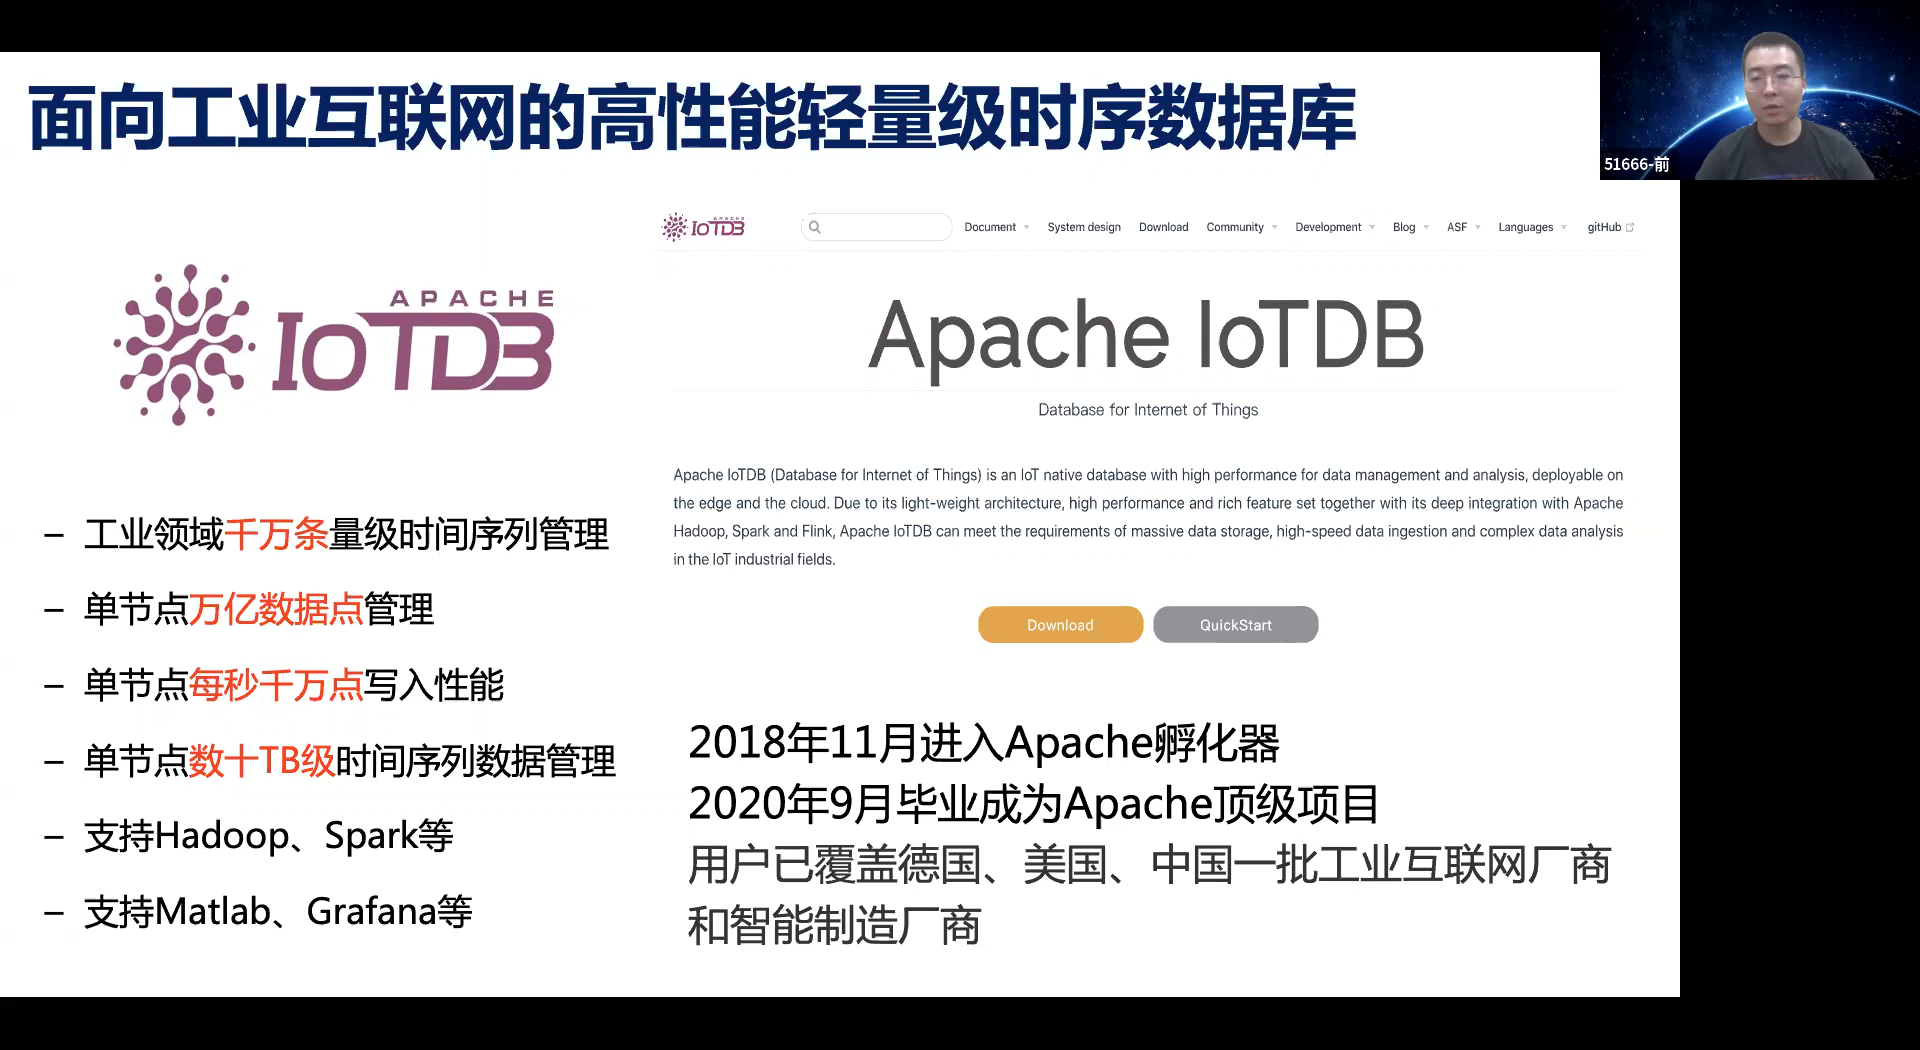 面向工业互联网的高性能轻量级时序数据库
51666-前
APACHE
IoTDB
Document
System design
Download
Community
Development
Blog
ASF
Languages
gitHub
APACHE
IoTDB
Apache IoTDB
Database for Internet of Things
Apache IoTDB (Database for Internet of Things) is an IoT native database with high performance for data management and analysis, deployable on
the edge and the cloud. Due to its light-weight architecture, high performance and rich feature set together with its deep integration with Apache
Hadoop, Spark and Flink, Apache IoTDB can meet the requirements of massive data storage, high-speed data ingestion and complex data analysis
in the IoT industrial fields.
Download
QuickStart
– 工业领域千万条量级时间序列管理
– 单节点万亿数据点管理
– 单节点每秒千万点写入性能
– 单节点数十TB级时间序列数据管理
– 支持Hadoop、Spark等
– 支持Matlab、Grafana等
2018年11月进入Apache孵化器
2020年9月毕业成为Apache顶级项目
用户已覆盖德国、美国、中国一批工业互联网厂商
和智能制造厂商